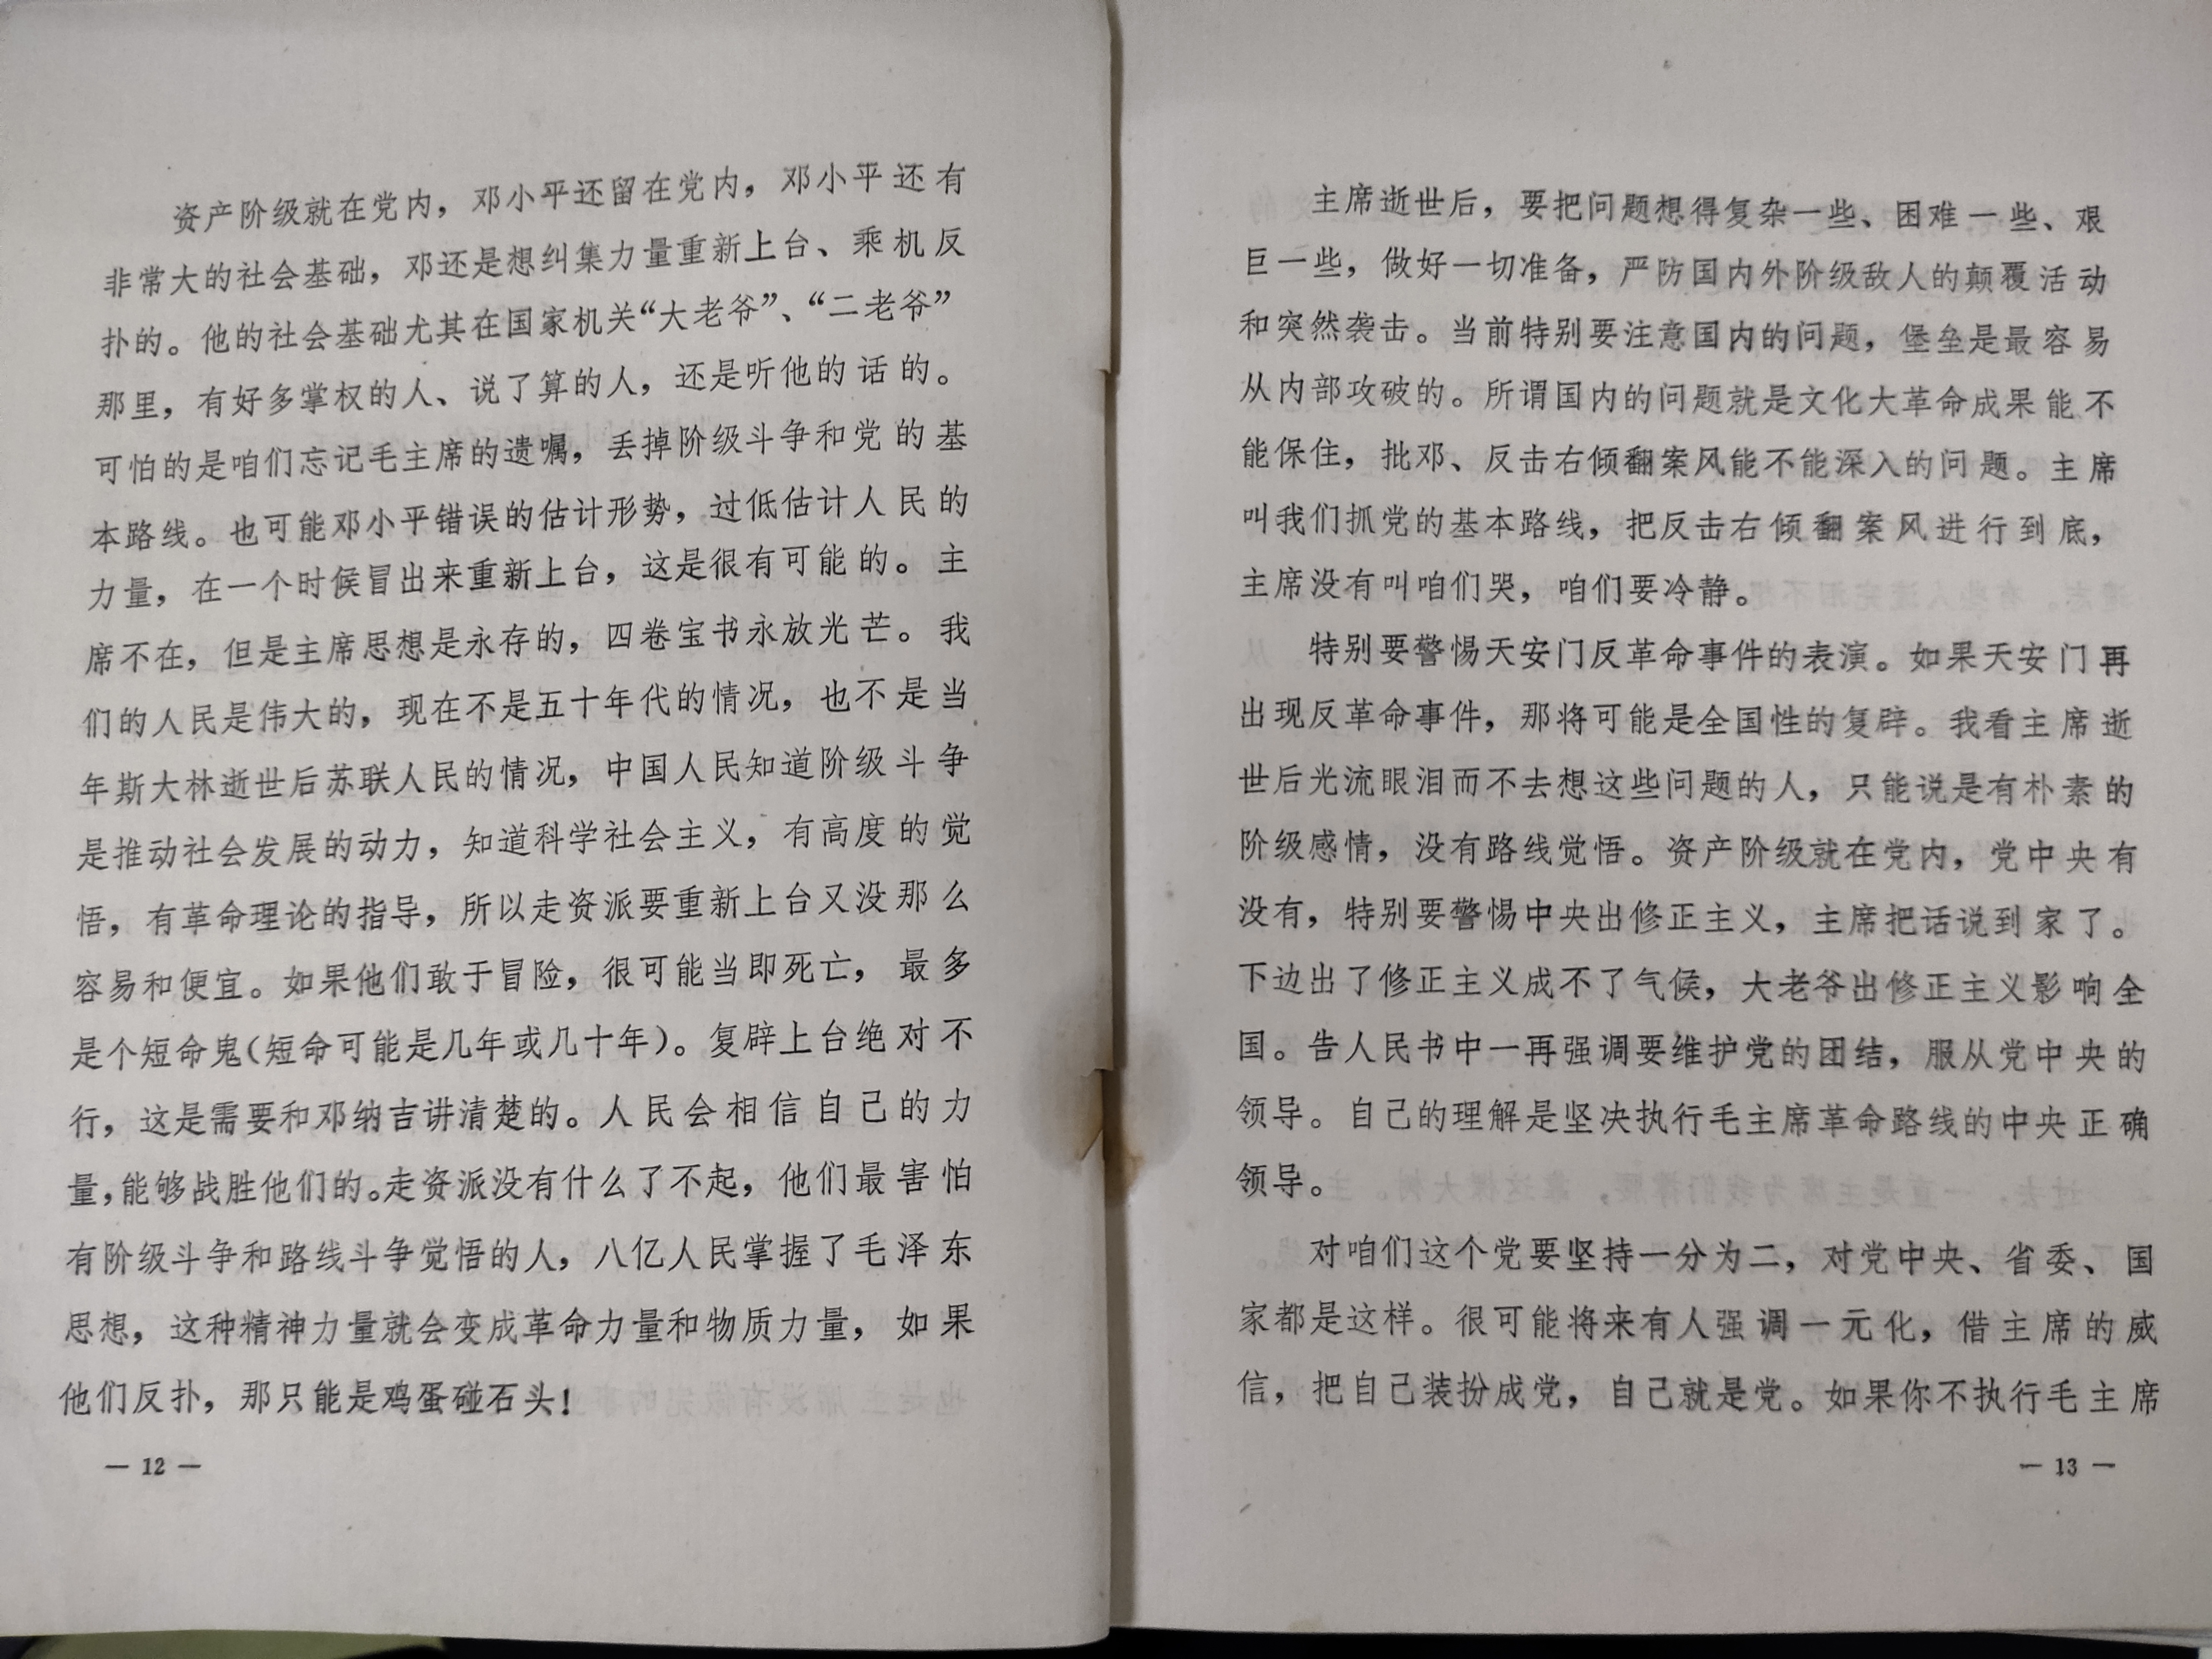 资产阶级就在党内，邓小平还留在党内，邓小平还有
非常大的社会基础，邓还是想纠集力量重新上台、乘机反
扑的。他的社会基础尤其在国家机关“大老爷”、“二老爷”
那里，有好多掌权的人、说了算的人，还是听他的话的。
可怕的是咱们忘记毛主席的遗嘱，丢掉阶级斗争和党的基
本路线。也可能邓小平错误的估计形势，过低估计人民的
力量，在一个时候冒出来重新上台，这是很有可能的。主
席不在，但是主席思想是永存的，四卷宝书永放光芒。我
们的人民是伟大的，现在不是五十年代的情况，也不是当
年斯大林逝世后苏联人民的情况，中国人民知道阶级斗争
是推动社会发展的动力，知道科学社会主义，有高度的觉
悟，有革命理论的指导，所以走资派要重新上台又没那么
容易和便宜。如果他们敢于冒险，很可能当即死亡，最多
是个短命鬼（短命可能是几年或几十年）。复辟上台绝对不
行，这是需要和邓纳吉讲清楚的。人民会相信自己的力
量，能够战胜他们的。走资派没有什么了不起，他们最害怕
有阶级斗争和路线斗争觉悟的人，八亿人民掌握了毛泽东
思想，这种精神力量就会变成革命力量和物质力量，如果
他们反扑，那只能是鸡蛋碰石头！
— 12 —
主席逝世后，要把问题想得复杂一些、困难一些、艰
巨一些，做好一切准备，严防国内外阶级敌人的颠覆活动
和突然袭击。当前特别要注意国内的问题，堡垒是最容易
从内部攻破的。所谓国内的问题就是文化大革命成果能不
能保住，批邓、反击右倾翻案风能不能深入的问题。主席
叫我们抓党的基本路线，把反击右倾翻案风进行到底，
主席没有叫咱们哭，咱们要冷静。
特别要警惕天安门反革命事件的表演。如果天安门再
出现反革命事件，那将可能是全国性的复辟。我看主席逝
世后光流眼泪而不去想这些问题的人，只能说是有朴素的
阶级感情，没有路线觉悟。资产阶级就在党内，党中央有
没有，特别要警惕中央出修正主义，主席把话说到家了。
下边出了修正主义成不了气候，大老爷出修正主义影响全
国。告人民书中一再强调要维护党的团结，服从党中央的
领导。自己的理解是坚决执行毛主席革命路线的中央正确
领导。
对咱们这个党要坚持一分为二，对党中央、省委、国
家都是这样。很可能将来有人强调一元化，借主席的威
信，把自己装扮成党，自己就是党。如果你不执行毛主席
— 13 —